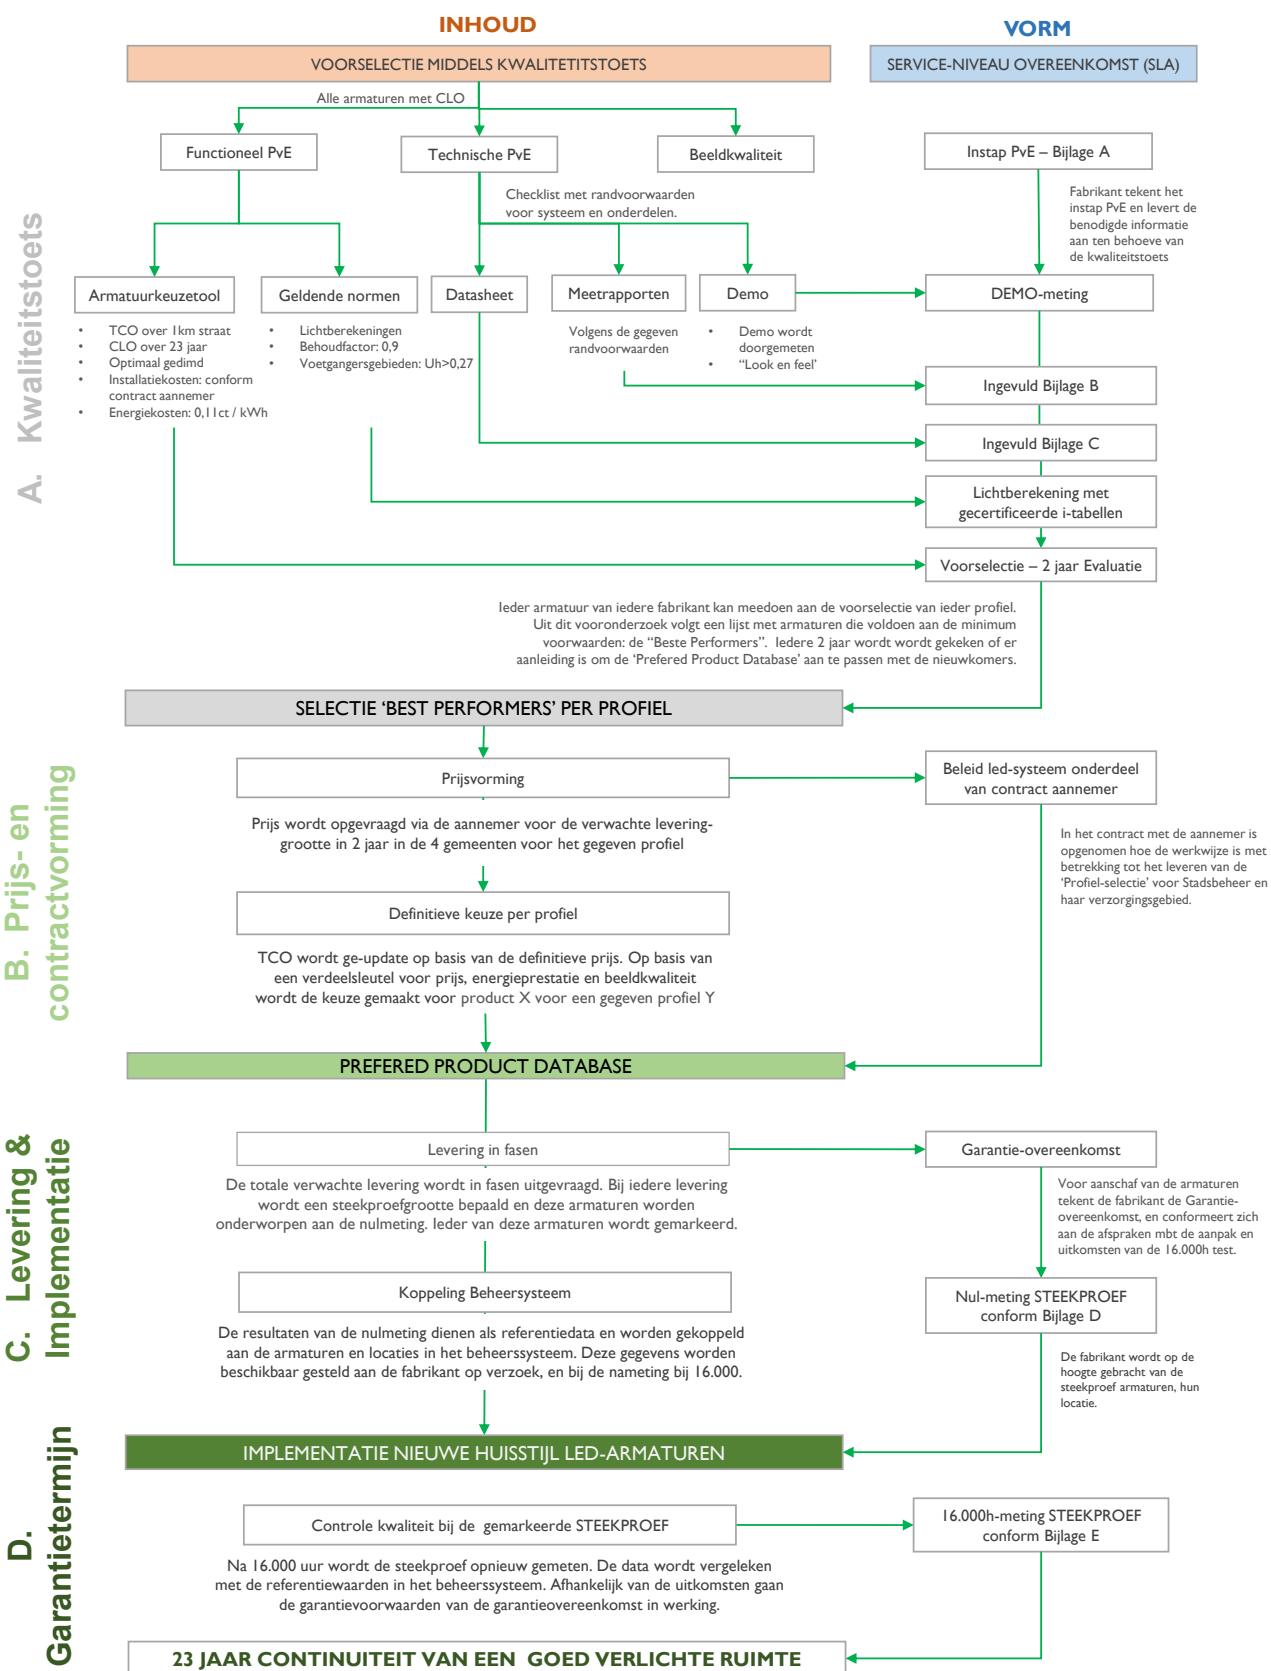 INHOUD
VORM
VOORSELECTIE MIDDELS KWALITETITSTOETS
SERVICE-NIVEAU OVEREENKOMST (SLA)
Alle armaturen met CLO
Functioneel PvE
Technische PvE
Beeldkwaliteit
Instap PvE – Bijlage A
Checklist met randvoorwaarden
voor systeem en onderdelen.
Fabrikant tekent het
instap PvE en levert de
benodigde informatie
aan ten behoeve van
de kwaliteitstoets
A. Kwaliteitstoets
Armatuurkeuzetool
Geldende normen
Datasheet
Meetrapporten
Demo
DEMO-meting
• TCO over 1km straat
• CLO over 23 jaar
• Optimaal gedimd
• Installatiekosten: conform
contract aannemer
• Energiekosten: 0,11ct / kWh
• Lichtberekeningen
• Behoudfactor: 0,9
• Voetgangersgebieden: Uh>0,27
Volgens de gegeven
randvoorwaarden
• Demo wordt
doorgemeten
• “Look en feel’
Ingevuld Bijlage B
Ingevuld Bijlage C
Lichtberekening met
gecertificeerde i-tabellen
Voorselectie – 2 jaar Evaluatie
Ieder armatuur van iedere fabrikant kan meedoen aan de voorselectie van ieder profiel.
Uit dit vooronderzoek volgt een lijst met armaturen die voldoen aan de minimum
voorwaarden: de “Beste Performers”. Iedere 2 jaar wordt wordt gekeken of er
aanleiding is om de ‘Prefered Product Database’ aan te passen met de nieuwkomers.
SELECTIE ‘BEST PERFORMERS’ PER PROFIEL
B. Prijs- en
contractvorming
Prijsvorming
Beleid led-systeem onderdeel
van contract aannemer
Prijs wordt opgevraagd via de aannemer voor de verwachte levering-
grootte in 2 jaar in de 4 gemeenten voor het gegeven profiel
In het contract met de aannemer is
opgenomen hoe de werkwijze is met
betrekking tot het leveren van de
‘Profiel-selectie’ voor Stadsbeheer en
haar verzorgingsgebied.
Definitieve keuze per profiel
TCO wordt ge-update op basis van de definitieve prijs. Op basis van
een verdeelsleutel voor prijs, energieprestatie en beeldkwaliteit
wordt de keuze gemaakt voor product X voor een gegeven profiel Y
PREFERED PRODUCT DATABASE
C. Levering &
Implementatie
Levering in fasen
Garantie-overeenkomst
De totale verwachte levering wordt in fasen uitgevraagd. Bij iedere levering
wordt een steekproefgrootte bepaald en deze armaturen worden
onderworpen aan de nulmeting. Ieder van deze armaturen wordt gemarkeerd.
Voor aanschaf van de armaturen
tekent de fabrikant de Garantie-
overeenkomst, en conformeert zich
aan de afspraken mbt de aanpak en
uitkomsten van de 16.000h test.
Koppeling Beheersysteem
Nul-meting STEEKPROEF
conform Bijlage D
De resultaten van de nulmeting dienen als referentiedata en worden gekoppeld
aan de armaturen en locaties in het beheerssysteem. Deze gegevens worden
beschikbaar gesteld aan de fabrikant op verzoek, en bij de nameting bij 16.000.
De fabrikant wordt op de
hoogte gebracht van de
steekproef armaturen, hun
locatie.
IMPLEMENTATIE NIEUWE HUISSTIJL LED-ARMATUREN
D.
Garantietermijn
Controle kwaliteit bij de gemarkeerde STEEKPROEF
16.000h-meting STEEKPROEF
conform Bijlage E
Na 16.000 uur wordt de steekproef opnieuw gemeten. De data wordt vergeleken
met de referentiewaarden in het beheerssysteem. Afhankelijk van de uitkomsten gaan
de garantievoorwaarden van de garantieovereenkomst in werking.
23 JAAR CONTINUITEIT VAN EEN GOED VERLICHTE RUIMTE